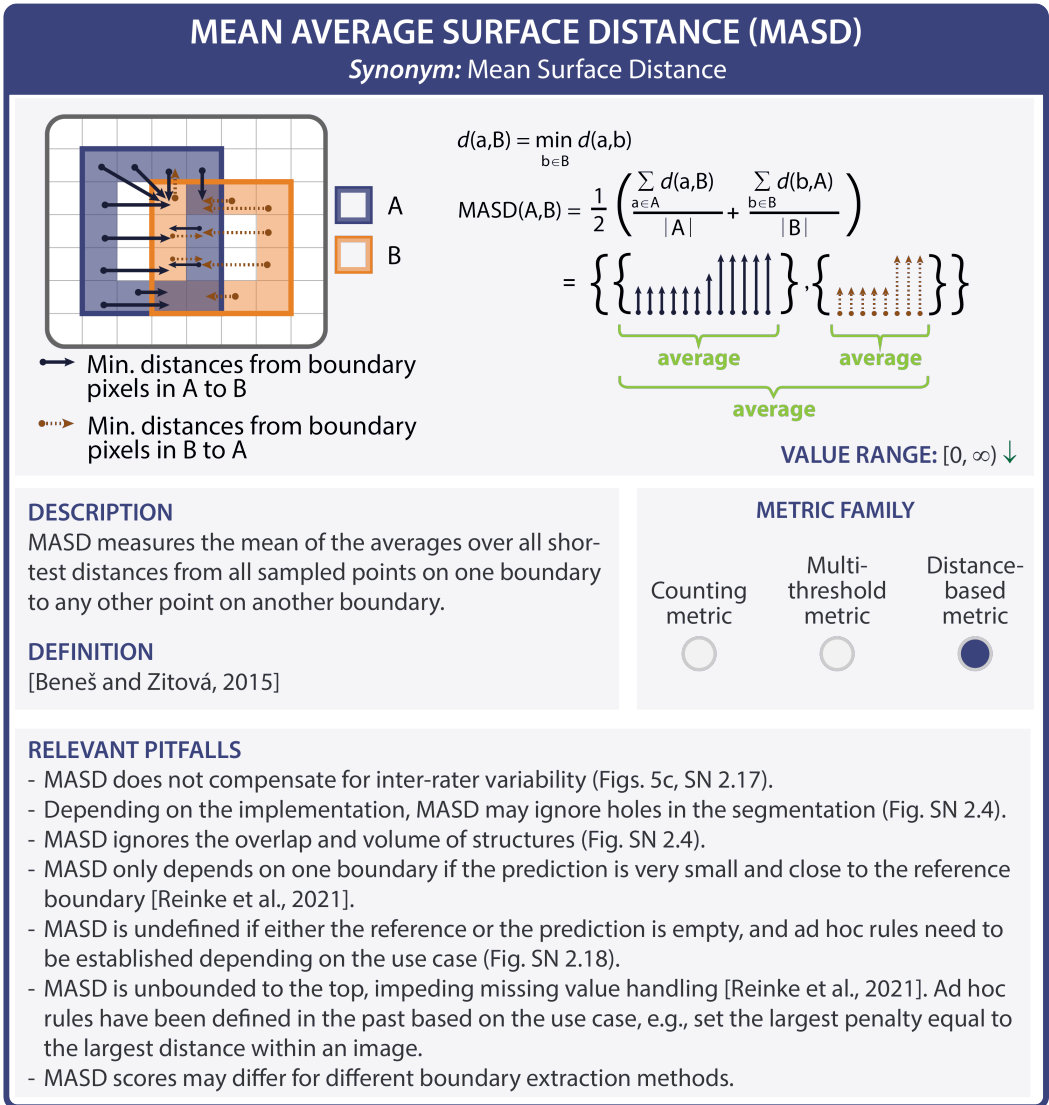 MEAN AVERAGE SURFACE DISTANCE (MASD)
Synonym: Mean Surface Distance
d(a,B) = min d(a,b)
b∈B
MASD(A,B) = 1/2 ( ∑ d(a,B) / |A| + ∑ d(b,A) / |B| )
a∈A b∈B
A
B
= { { } , { } }
average average
average
Min. distances from boundary
pixels in A to B
Min. distances from boundary
pixels in B to A
VALUE RANGE: [0, ∞) ↓
DESCRIPTION
MASD measures the mean of the averages over all shor-
test distances from all sampled points on one boundary
to any other point on another boundary.
DEFINITION
[Beneš and Zitová, 2015]
METRIC FAMILY
Counting
metric
Multi-
threshold
metric
Distance-
based
metric
RELEVANT PITFALLS
- MASD does not compensate for inter-rater variability (Figs. 5c, SN 2.17).
- Depending on the implementation, MASD may ignore holes in the segmentation (Fig. SN 2.4).
- MASD ignores the overlap and volume of structures (Fig. SN 2.4).
- MASD only depends on one boundary if the prediction is very small and close to the reference
boundary [Reinke et al., 2021].
- MASD is undefined if either the reference or the prediction is empty, and ad hoc rules need to
be established depending on the use case (Fig. SN 2.18).
- MASD is unbounded to the top, impeding missing value handling [Reinke et al., 2021]. Ad hoc
rules have been defined in the past based on the use case, e.g., set the largest penalty equal to
the largest distance within an image.
- MASD scores may differ for different boundary extraction methods.